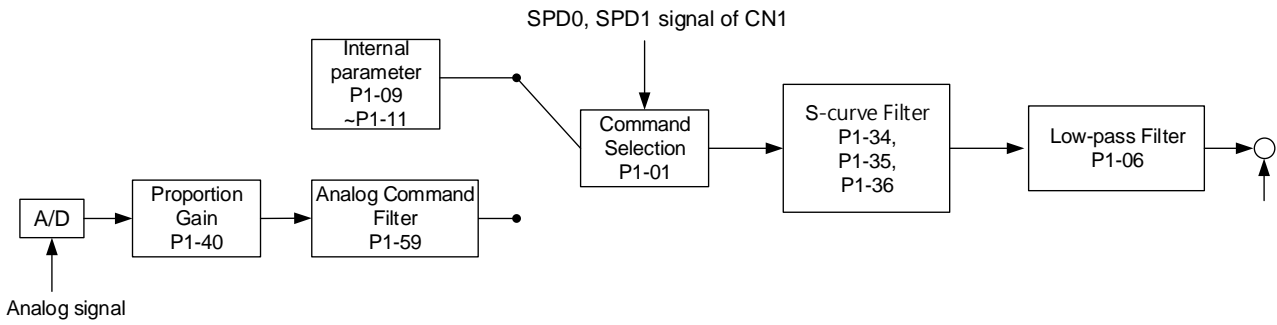 SPD0, SPD1 signal of CN1
Internal
parameter
P1-09
~P1-11
Command
Selection
P1-01
S-curve Filter
P1-34,
P1-35,
P1-36
Low-pass Filter
P1-06
A/D
Proportion
Gain
P1-40
Analog Command
Filter
P1-59
Analog signal